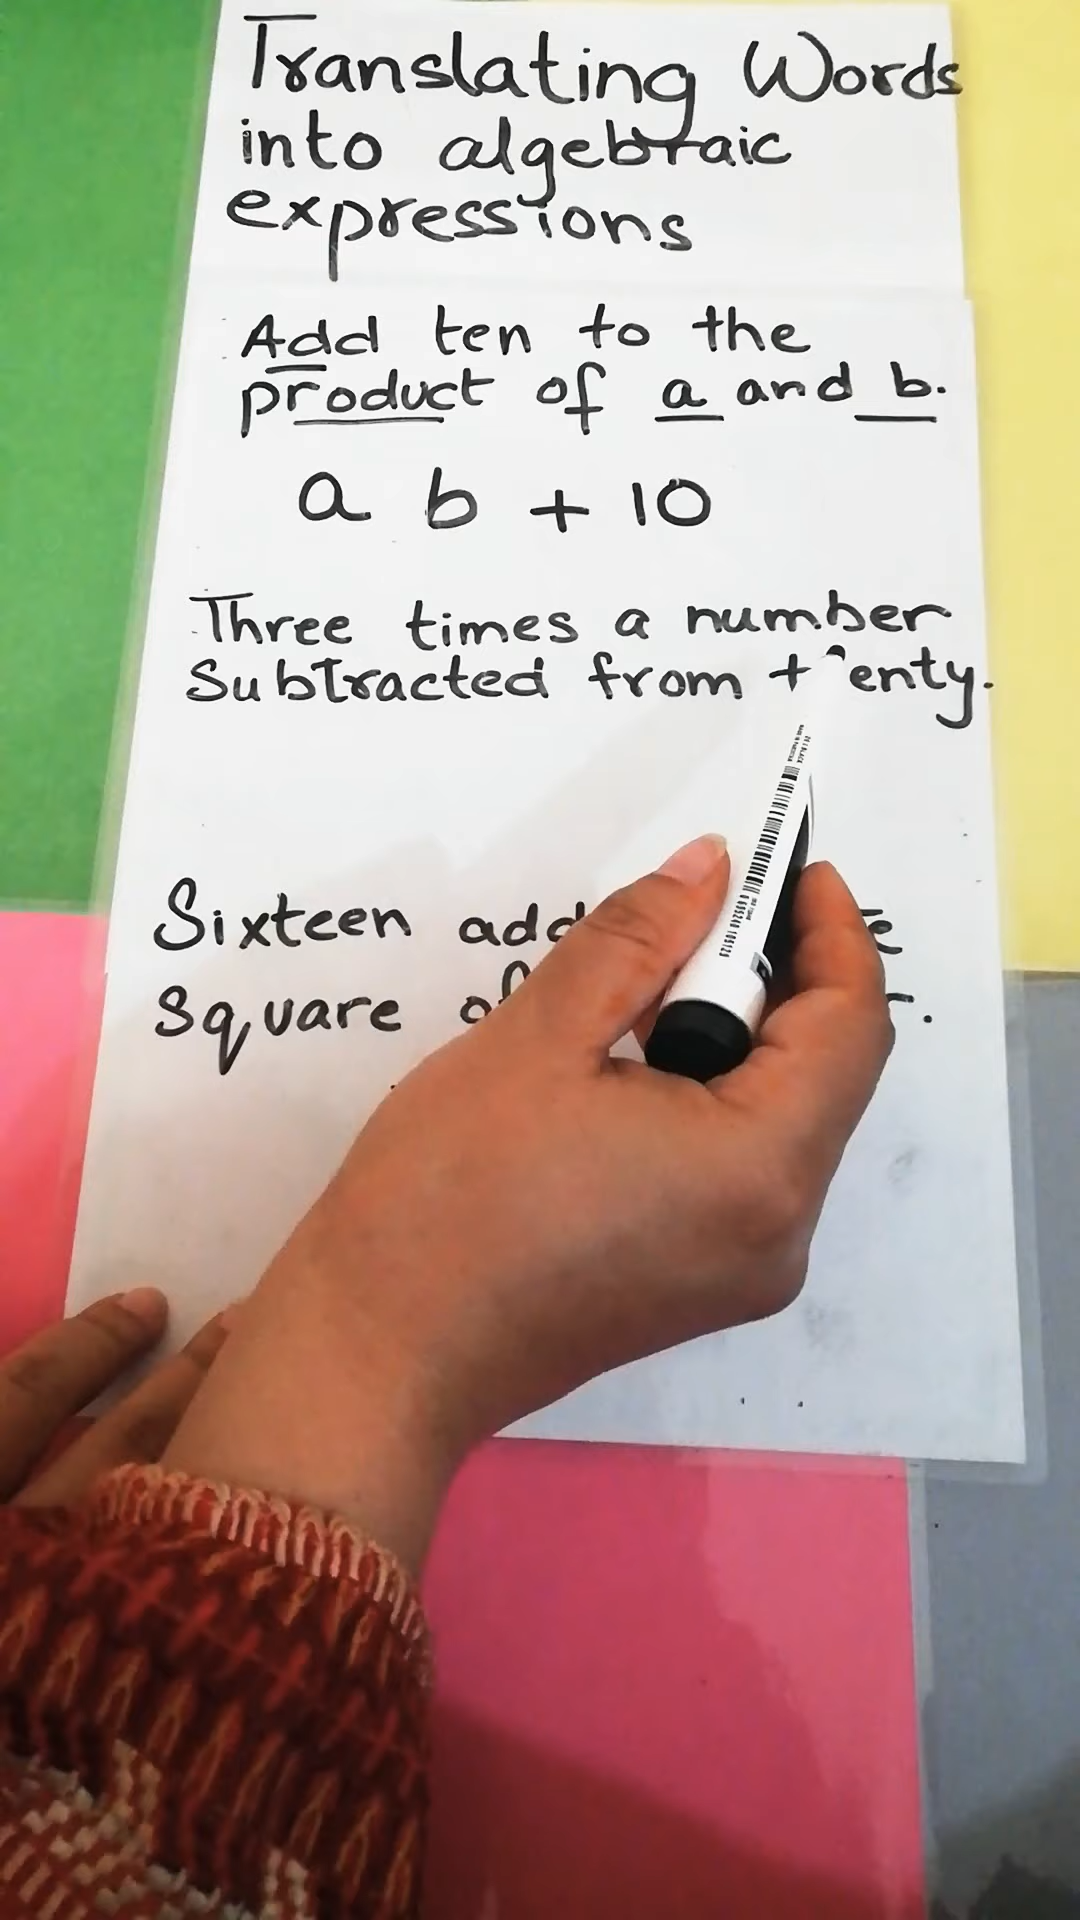 Translating Words
into algebraic
expressions
Add ten to the
product of a and b.
a b + 10
Three times a number
Subtracted from
Sixteen
Square